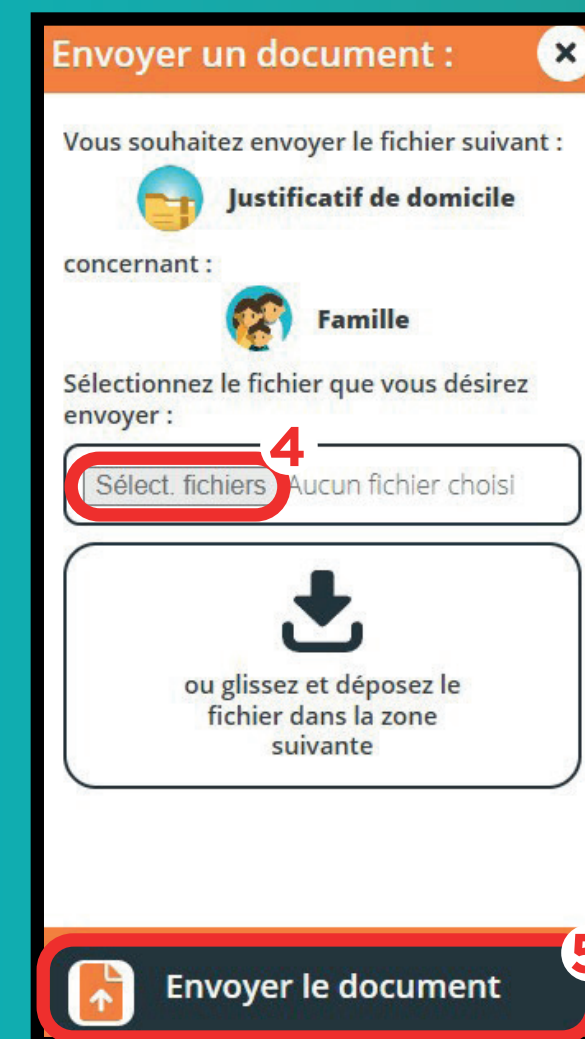 Envoyer un document :
Vous souhaitez envoyer le fichier suivant :
Justificatif de domicile
concernant :
Famille
Sélectionnez le fichier que vous désirez
envoyer :
4
Sélect. fichiers Aucun fichier choisi
ou glissez et déposez le
fichier dans la zone
suivante
5
Envoyer le document